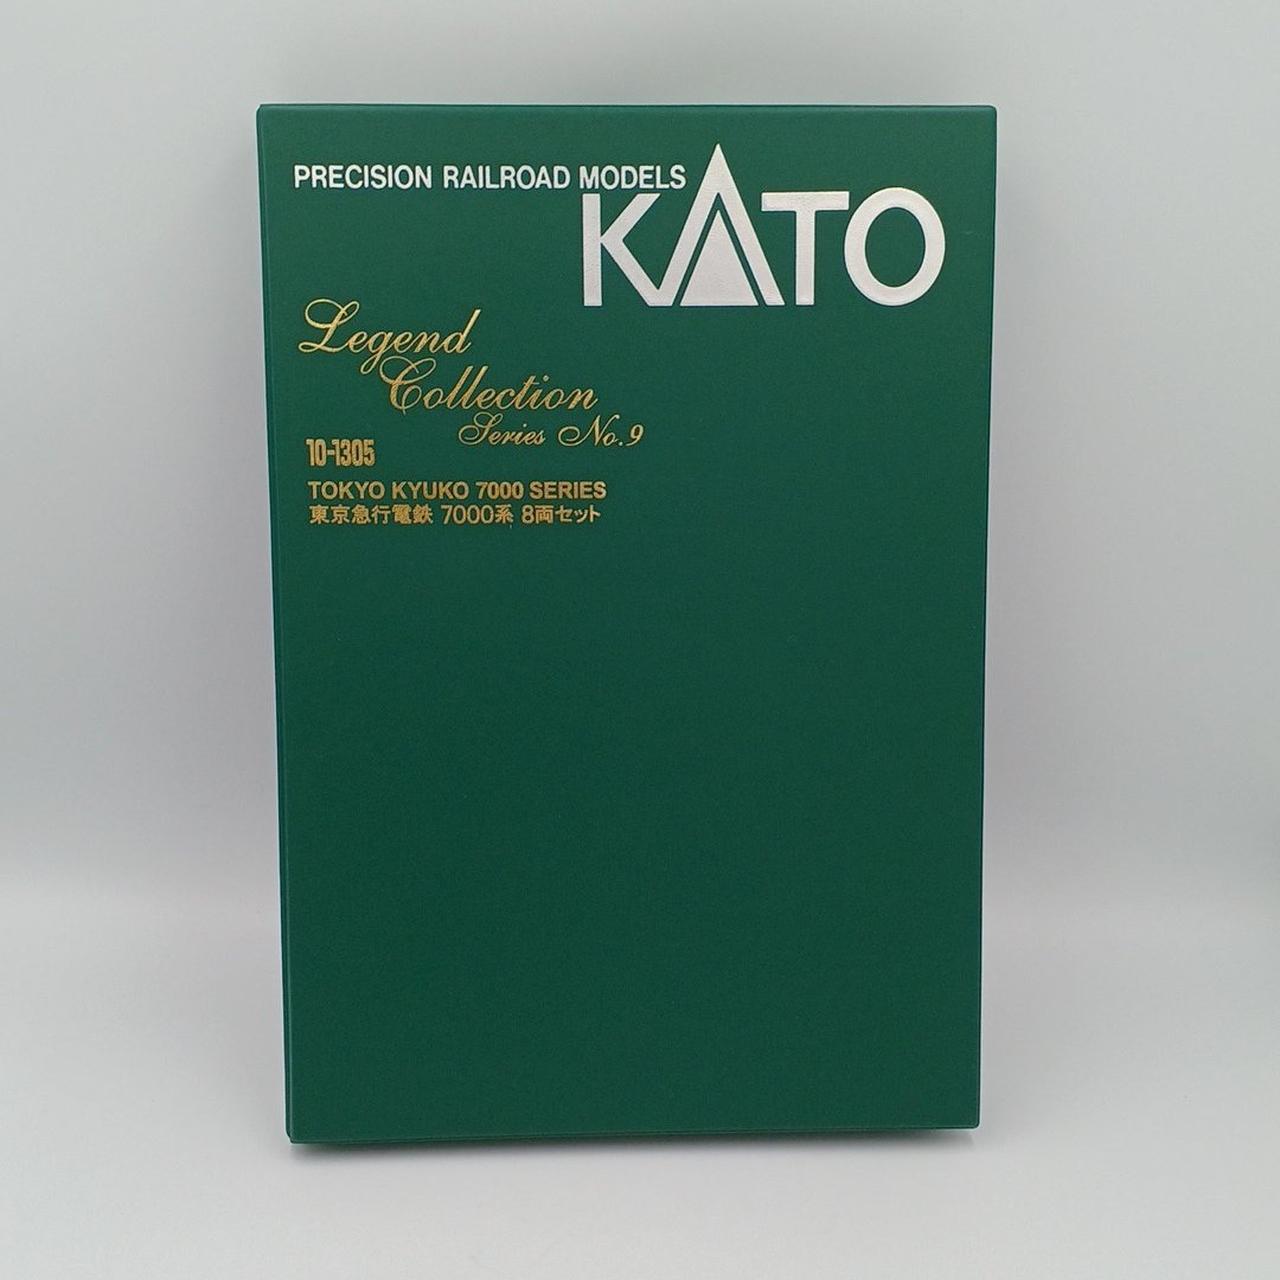 PRECISION RAILROAD MODELS
KATO
Legend
Collection
Series No.9
10-1305
TOKYO KYUKO 7000 SERIES
東京急行電鉄 7000系 8両セット